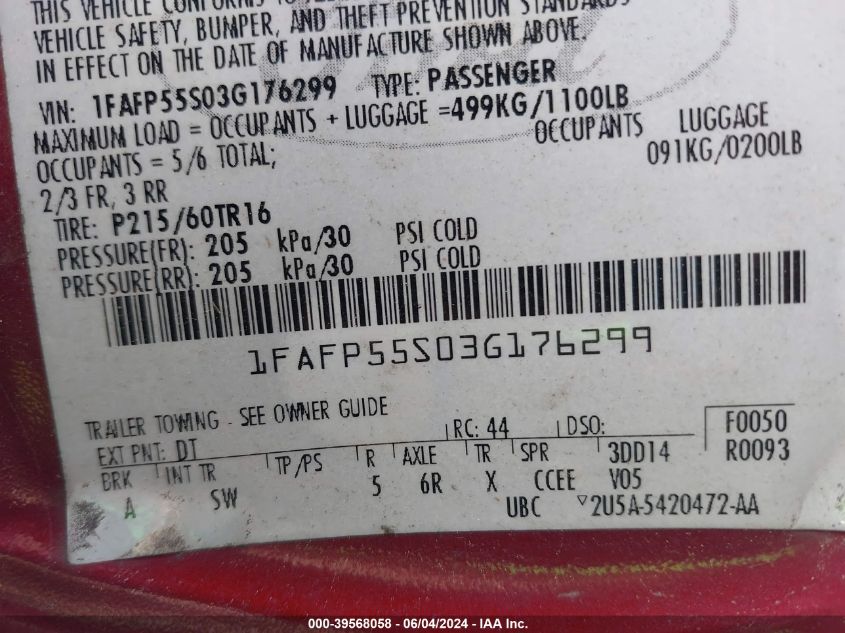 THIS VEHICLE CONFORMS TO
VEHICLE SAFETY, BUMPER, AND THEFT PREVENTION STANDARDS
IN EFFECT ON THE DATE OF MANUFACTURE SHOWN ABOVE.
VIN: 1FAFP55S03G176299 TYPE: PASSENGER
MAXIMUM LOAD = OCCUPANTS + LUGGAGE =499KG/1100LB
OCCUPANTS = 5/6 TOTAL; OCCUPANTS LUGGAGE
2/3 FR, 3 RR 091KG/0200LB
TIRE: P215/60TR16
PRESSURE(FR): 205 kPa/30 PSI COLD
PRESSURE(RR): 205 kPa/30 PSI COLD
1FAFP55S03G176299
TRAILER TOWING - SEE OWNER GUIDE
EXT PNT: DT RC: 44 DSO: F0050
BRK INT TR TP/PS R AXLE TR SPR 3DD14 R0093
A SW 5 6R X CCEE V05
UBC 2U5A-5420472-AA
000-39568058 - 06/04/2024 - IAA Inc.